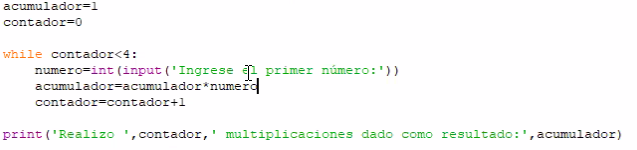 acumulador=1
contador=0
while contador<4:
numero=int(input('Ingrese el primer número:'))
acumulador=acumulador*numero
contador=contador+1
print('Realizo ',contador,' multiplicaciones dado como resultado:',acumulador)